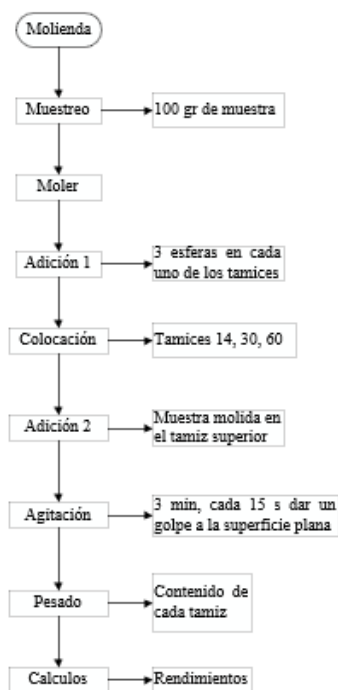 Molienda
Muestreo
100 gr de muestra
Moler
Adición 1
3 esferas en cada
uno de los tamices
Colocación
Tamices 14, 30, 60
Adición 2
Muestra molida en
el tamiz superior
Agitación
3 min, cada 15 s dar un
golpe a la superficie plana
Pesado
Contenido de
cada tamiz
Calculos
Rendimientos